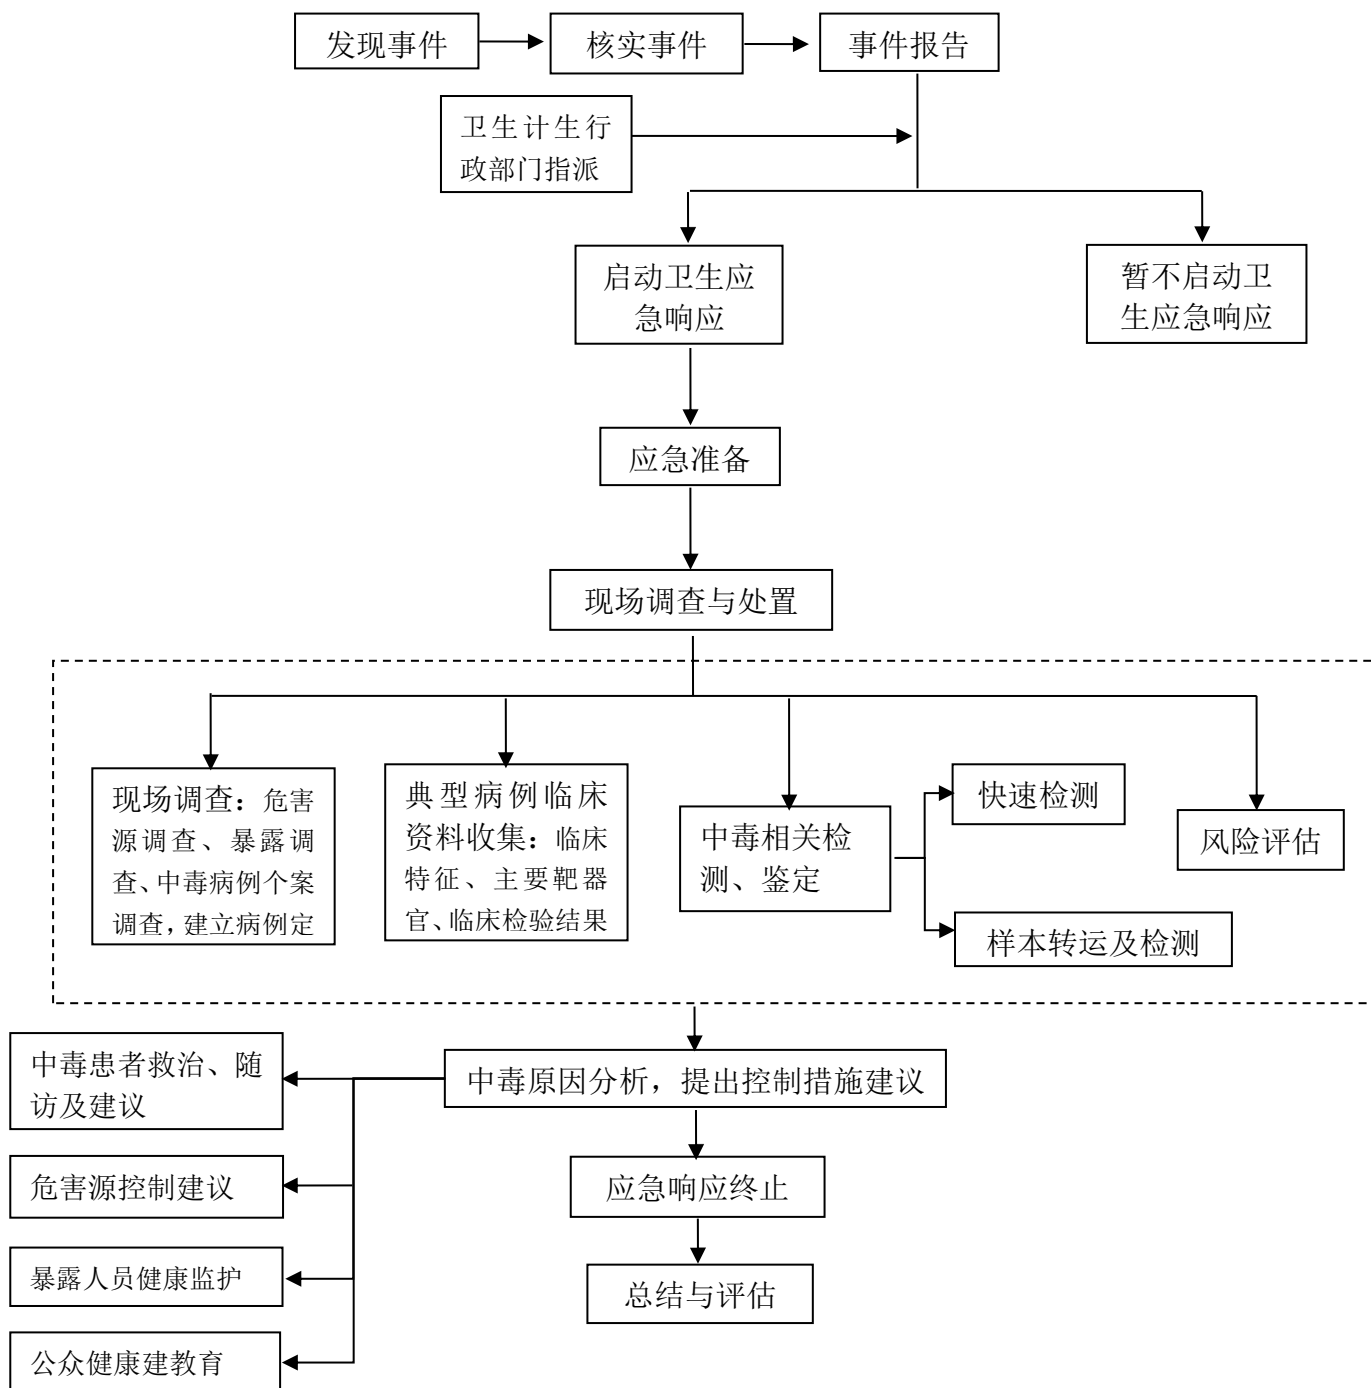 发现事件
核实事件
事件报告
卫生计生行
政部门指派
启动卫生应
急响应
暂不启动卫
生应急响应
应急准备
现场调查与处置
现场调查：危害
源调查、暴露调
查、中毒病例个案
调查，建立病例定
典型病例临床
资料收集：临床
特征、主要靶器
官、临床检验结果
中毒相关检
测、鉴定
快速检测
样本转运及检测
风险评估
中毒原因分析，提出控制措施建议
中毒患者救治、随
访及建议
危害源控制建议
暴露人员健康监护
公众健康建教育
应急响应终止
总结与评估